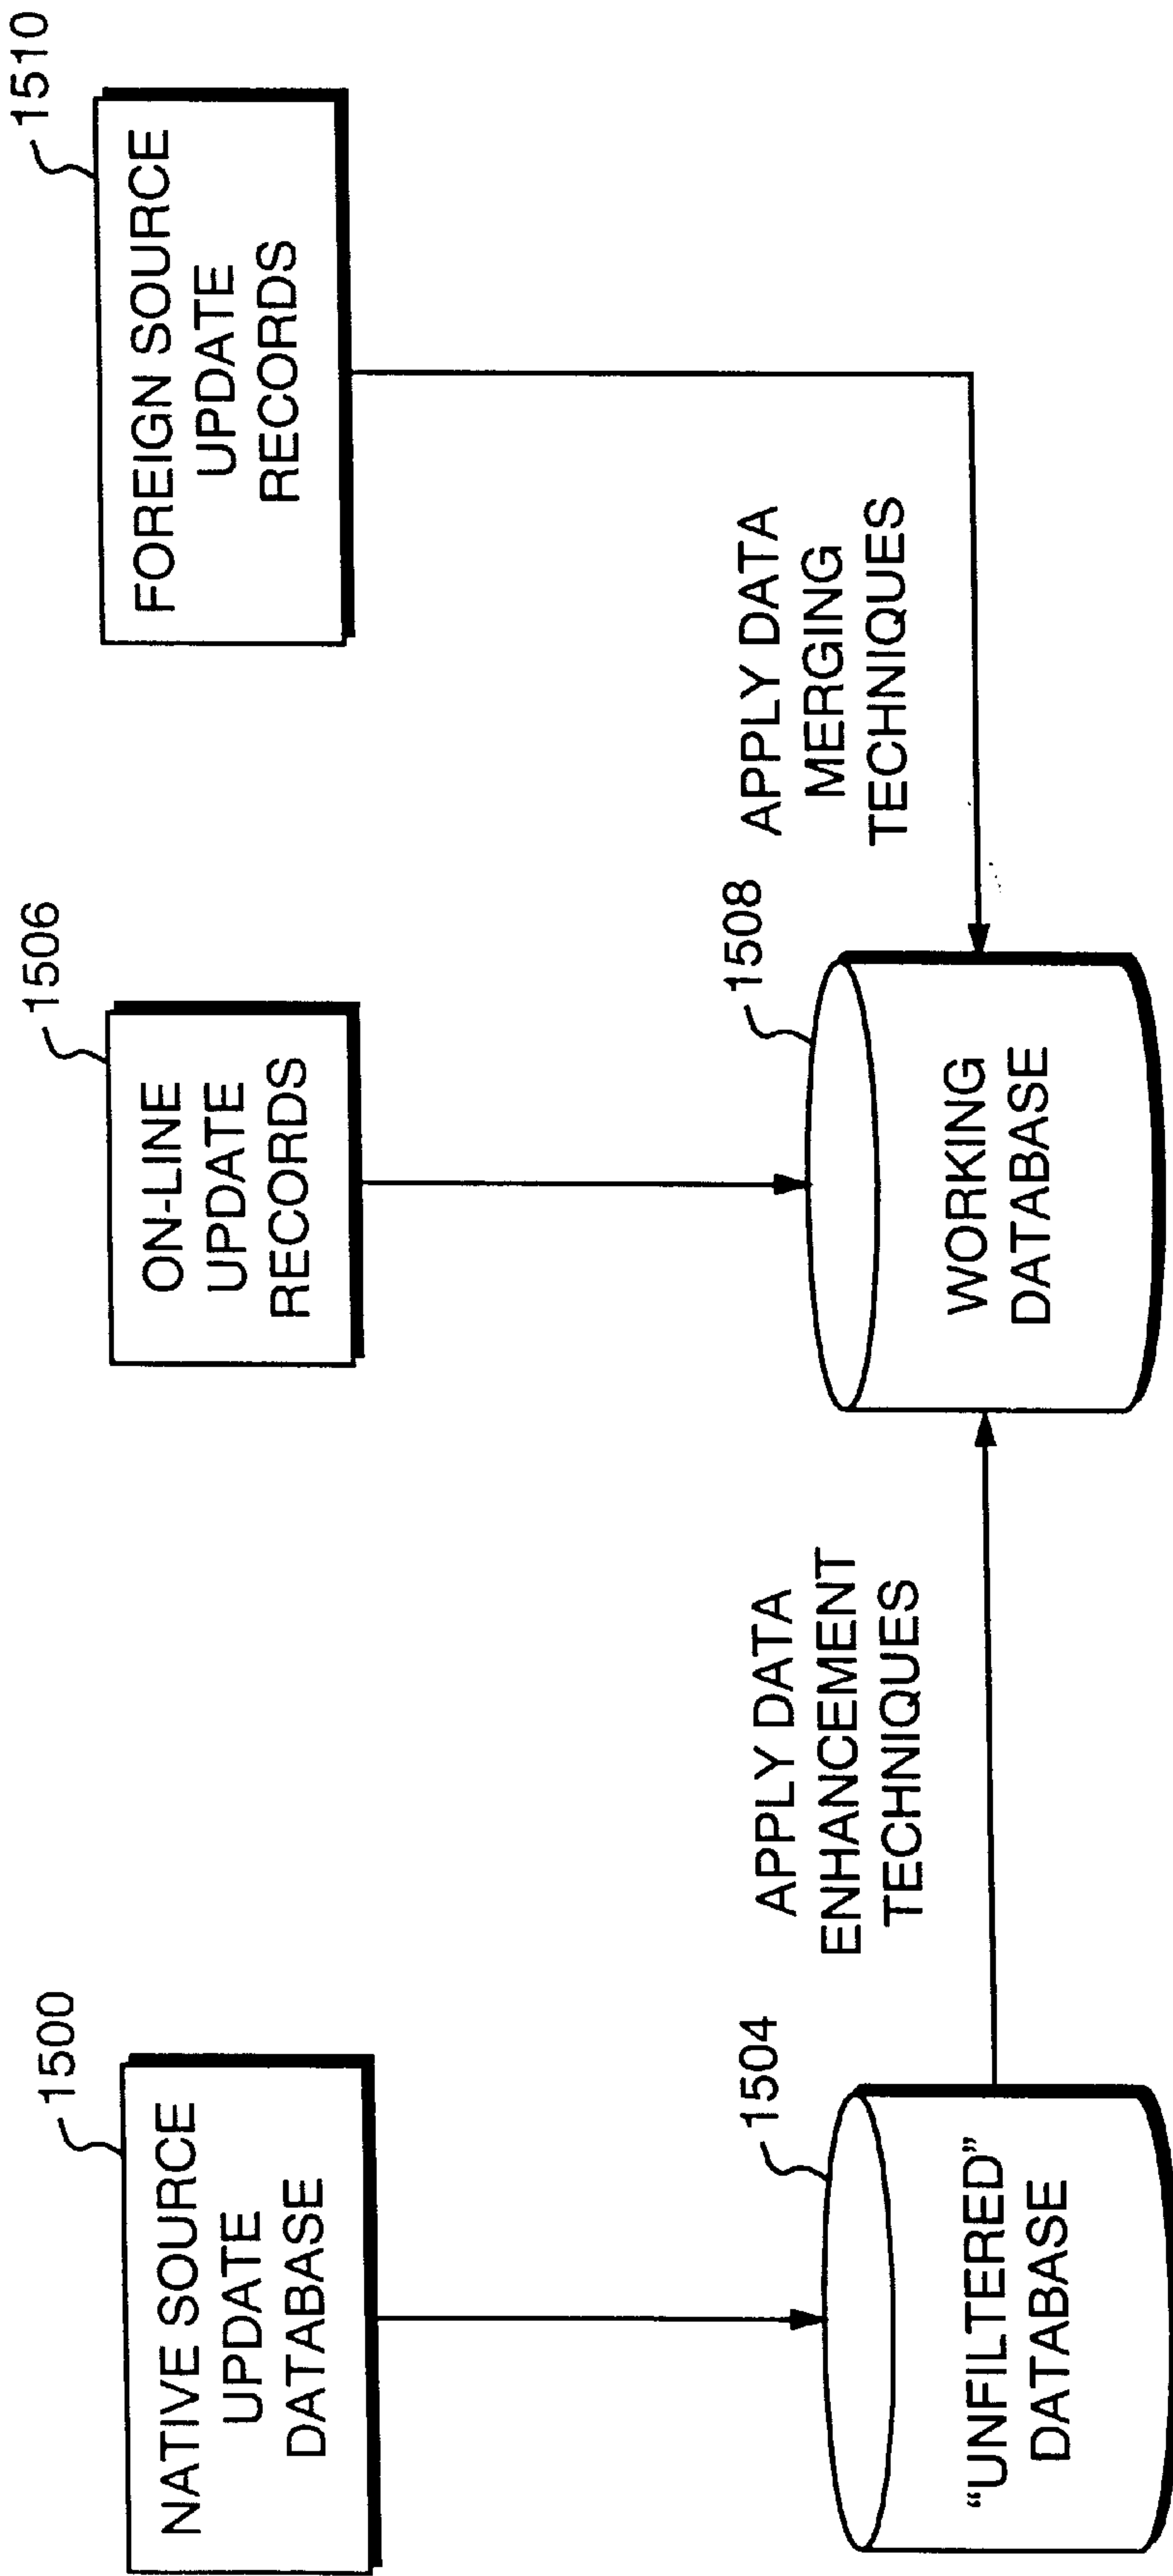 1500
NATIVE SOURCE
UPDATE
DATABASE
1506
ON-LINE
UPDATE
RECORDS
1510
FOREIGN SOURCE
UPDATE
RECORDS
1504
“UNFILTERED”
DATABASE
APPLY DATA
ENHANCEMENT
TECHNIQUES
1508
WORKING
DATABASE
APPLY DATA
MERGING
TECHNIQUES